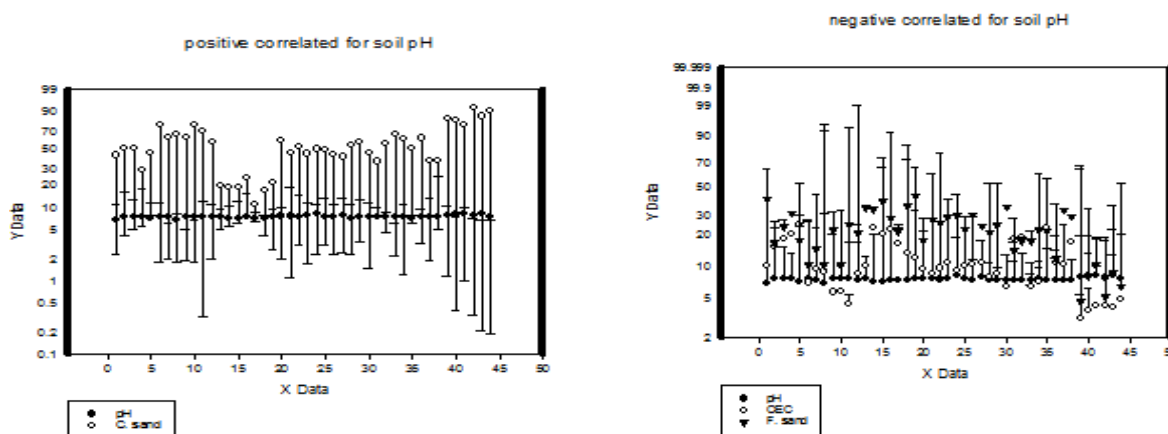 positive correlated for soil pH
99
90
70
50
30
20
10
5
2
1
0.5
0.2
0.1
Y Data
0 5 10 15 20 25 30 35 40 45 50
X Data
pH
C. sand
negative correlated for soil pH
99.999
99.9
99
90
70
50
30
20
10
5
2
Y Data
0 5 10 15 20 25 30 35 40 45 50
X Data
pH
CEC
F. sand